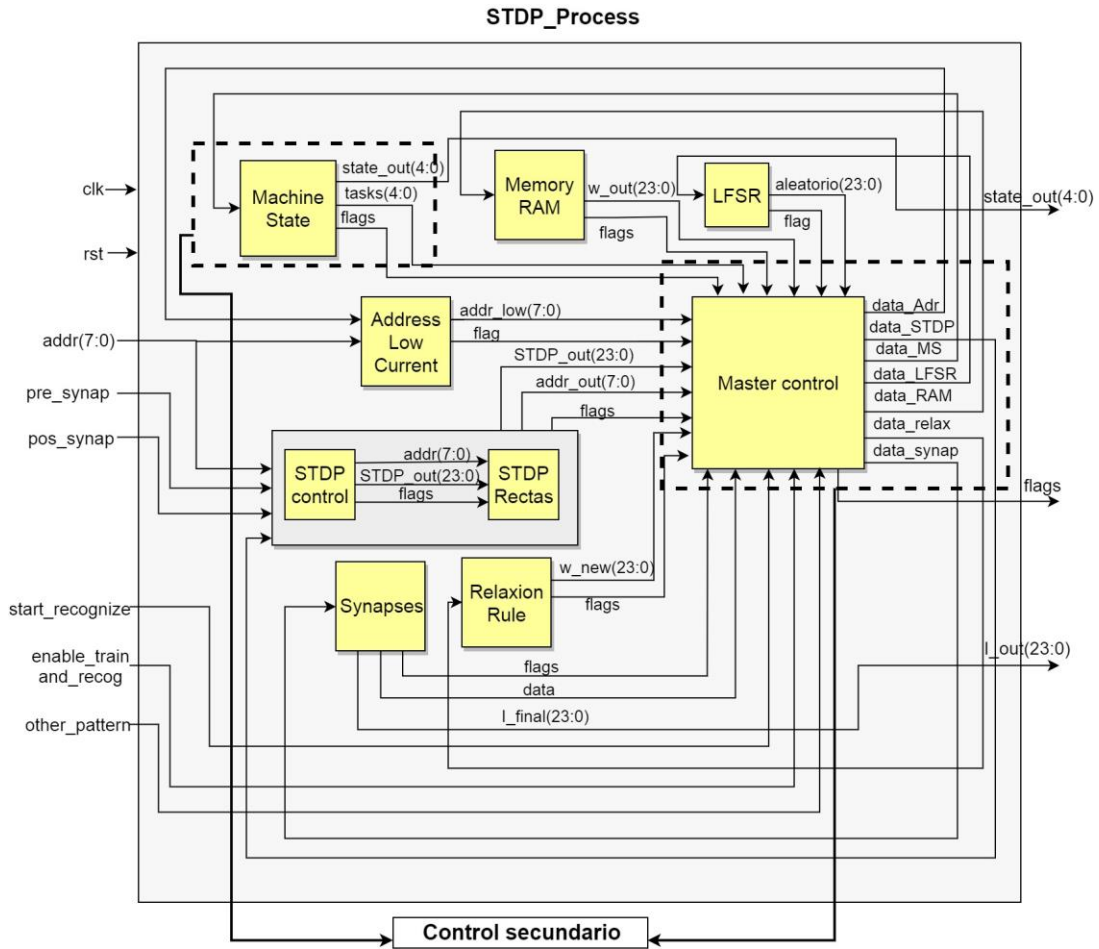 STDP_Process
clk
rst
addr(7:0)
pre_synap
pos_synap
start_recognize
enable_train
and_recog
other_pattern
Machine
State
state_out(4:0)
tasks(4:0)
flags
Memory
RAM
w_out(23:0)
flags
LFSR
aleatorio(23:0)
flag
state_out(4:0)
Address
Low
Current
addr_low(7:0)
flag
STDP_out(23:0)
addr_out(7:0)
flags
Master control
data_Adr
data_STDP
data_MS
data_LFSR
data_RAM
data_relax
data_synap
flags
STDP
control
addr(7:0)
STDP_out(23:0)
flags
STDP
Rectas
Synapses
Relaxion
Rule
w_new(23:0)
flags
flags
data
I_final(23:0)
I_out(23:0)
Control sundario